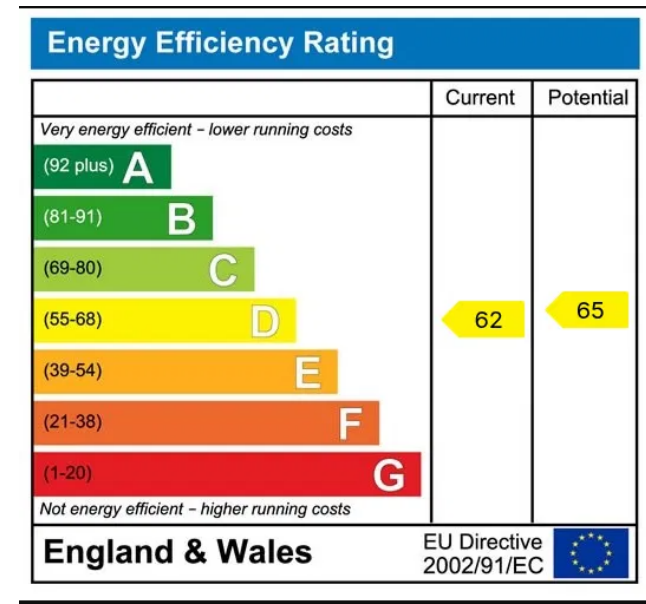 Energy Efficiency Rating
Current Potential
Very energy efficient – lower running costs
(92 plus) A
(81-91) B
(69-80) C
(55-68) D 62 65
(39-54) E
(21-38) F
(1-20) G
Not energy efficient – higher running costs
England & Wales
EU Directive
2002/91/EC